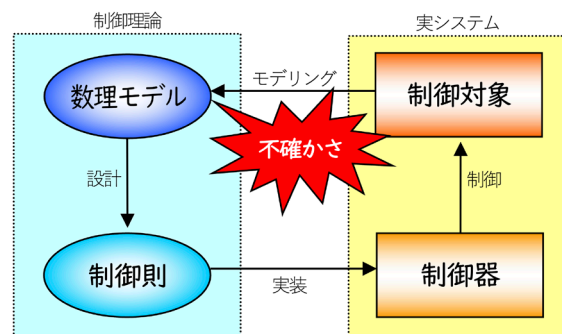 制御理論
実システム
数理モデル
モデリング
制御対象
不確かさ
設計
制御
制御則
実装
制御器